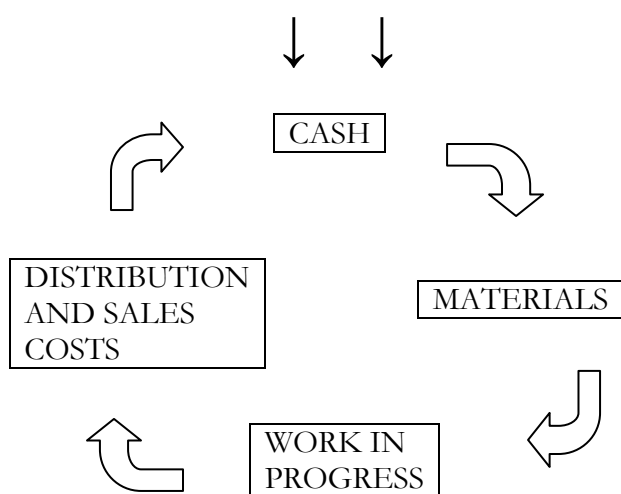 CASH
DISTRIBUTION
AND SALES
COSTS
MATERIALS
WORK IN
PROGRESS